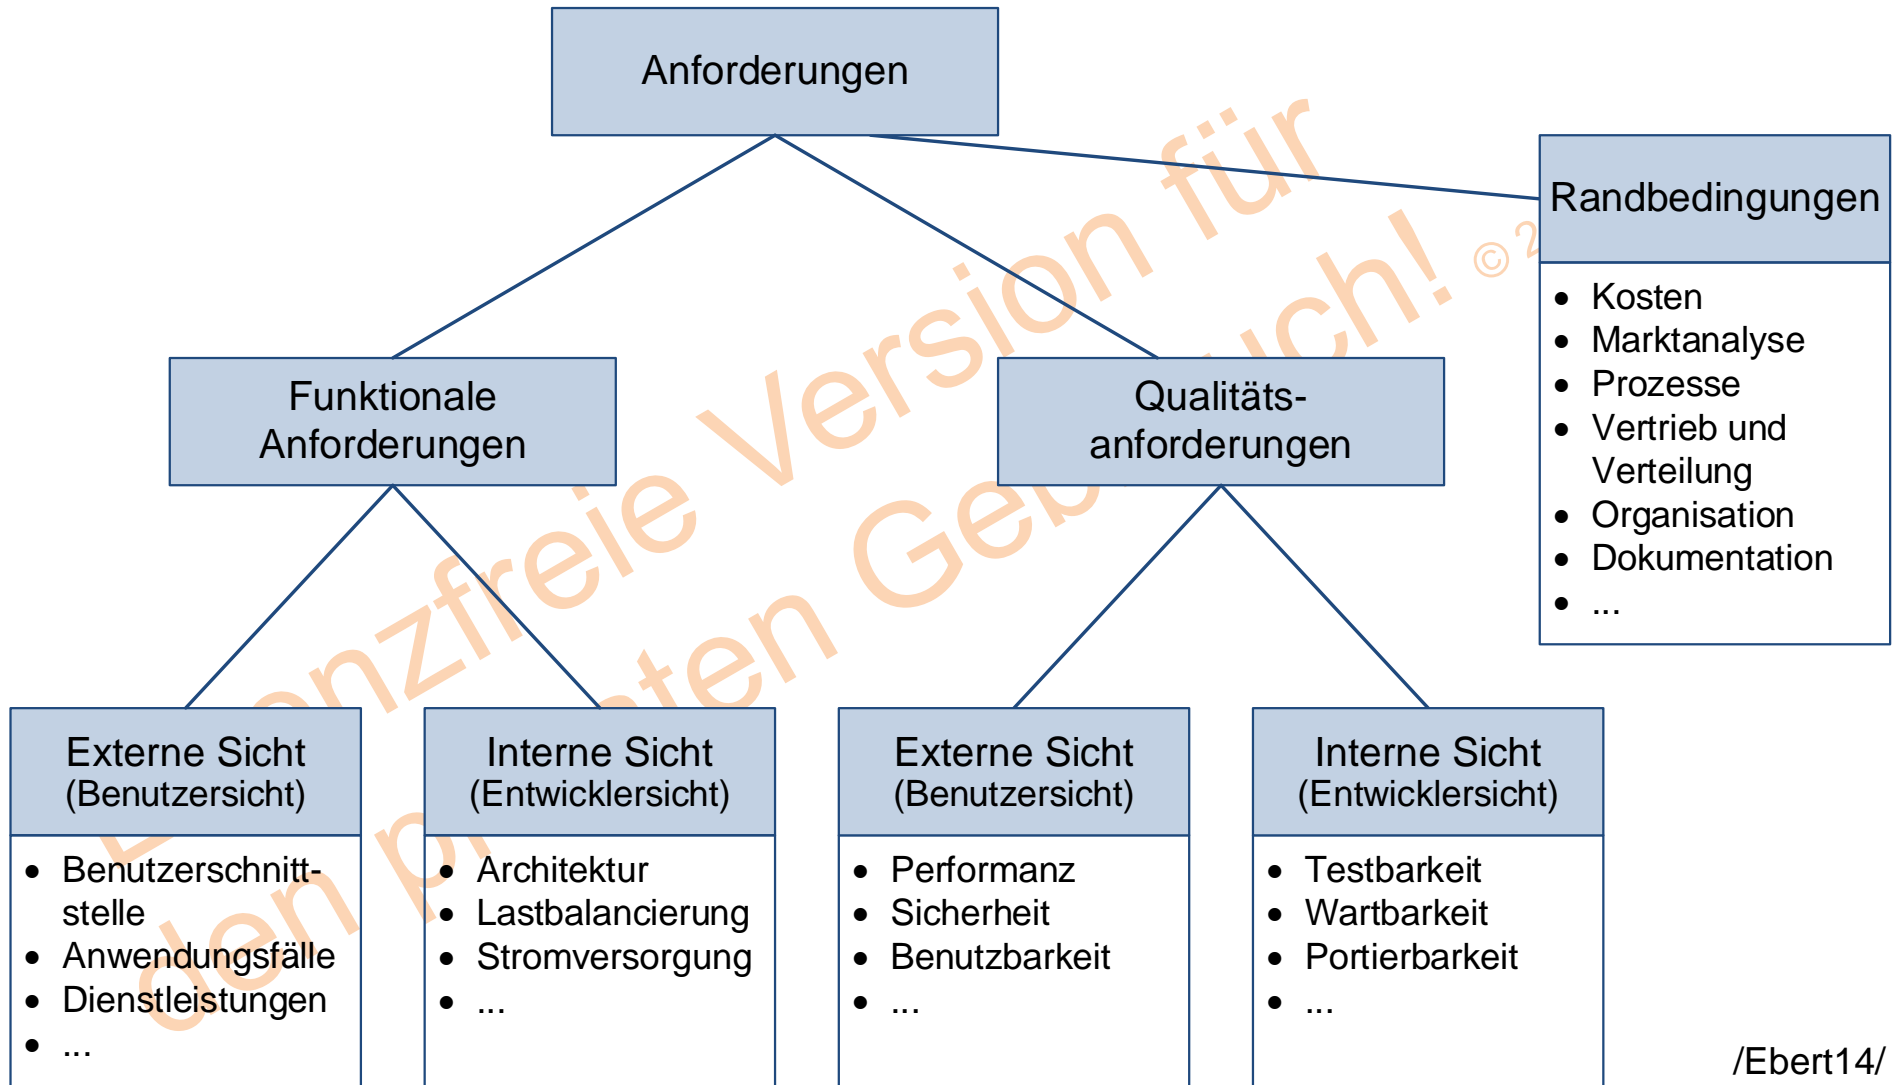 Anforderungen
Randbedingungen
• Kosten
• Marktanalyse
• Prozesse
• Vertrieb und
Verteilung
• Organisation
• Dokumentation
• ...
Funktionale
Anforderungen
Qualitäts-
anforderungen
Externe Sicht
(Benutzersicht)
• Benutzerschnitt-
stelle
• Anwendungsfälle
• Dienstleistungen
• ...
Interne Sicht
(Entwicklersicht)
• Architektur
• Lastbalancierung
• Stromversorgung
• ...
Externe Sicht
(Benutzersicht)
• Performanz
• Sicherheit
• Benutzbarkeit
• ...
Interne Sicht
(Entwicklersicht)
• Testbarkeit
• Wartbarkeit
• Portierbarkeit
• ...
/Ebert14/
Version für